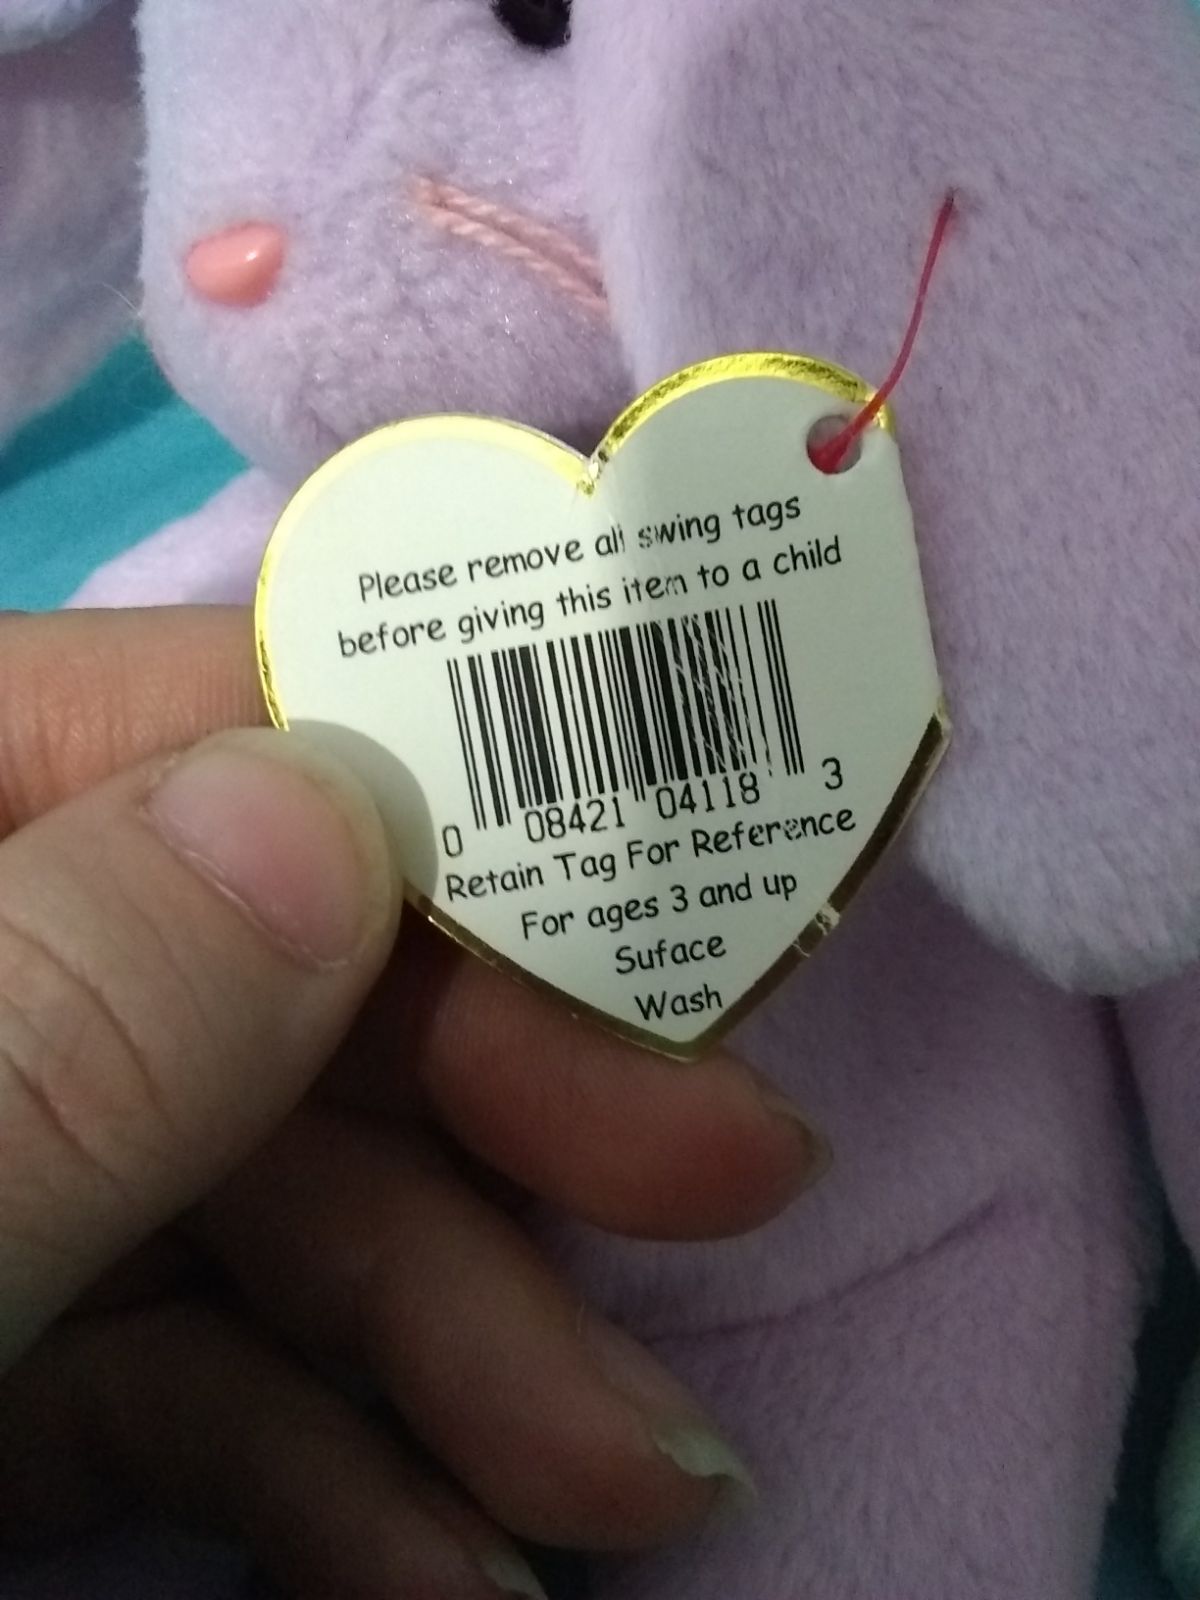 Please remove all swing tags
before giving this item to a child
0 08421 04118 3
Retain Tag For Reference
For ages 3 and up
Suface
Wash